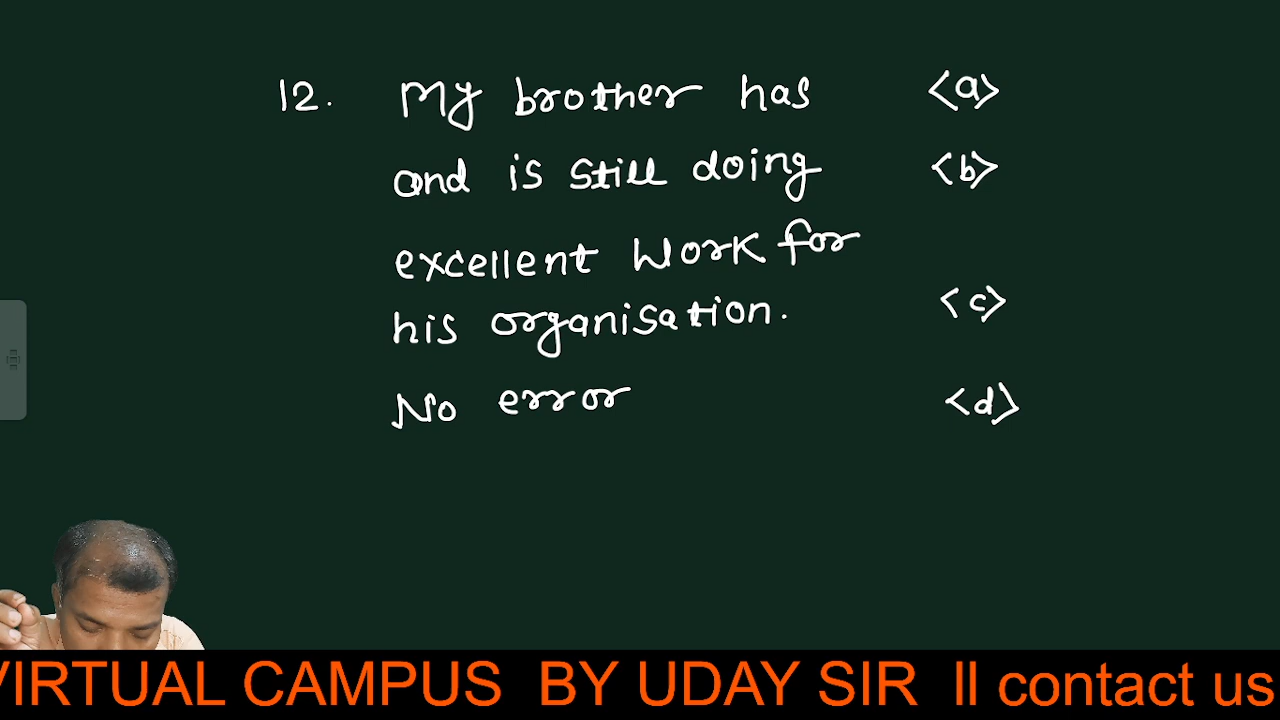 12. My brother has <a>
and is still doing <b>
excellent work for
his organisation. <c>
No error <d>
VIRTUAL CAMPUS BY UDAY SIR ll contact us